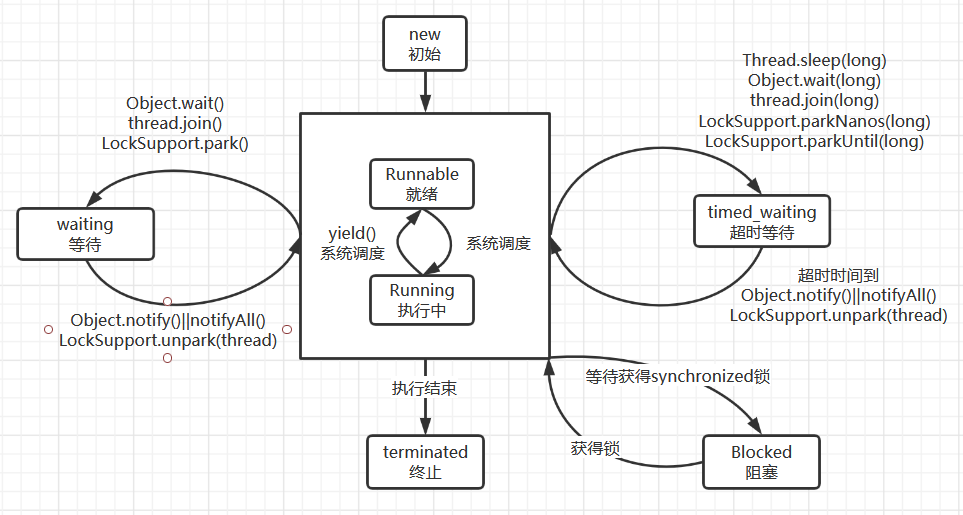 new
初始
Thread.sleep(long)
Object.wait(long)
thread.join(long)
LockSupport.parkNanos(long)
LockSupport.parkUntil(long)
Object.wait()
thread.join()
LockSupport.park()
Runnable
就绪
waiting
等待
timed_waiting
超时等待
yield()
系统调度
系统调度
Running
执行中
超时时间到
Object.notify()||notifyAll()
LockSupport.unpark(thread)
Object.notify()||notifyAll()
LockSupport.unpark(thread)
执行结束
等待获得synchronized锁
获得锁
terminated
终止
Blocked
阻塞